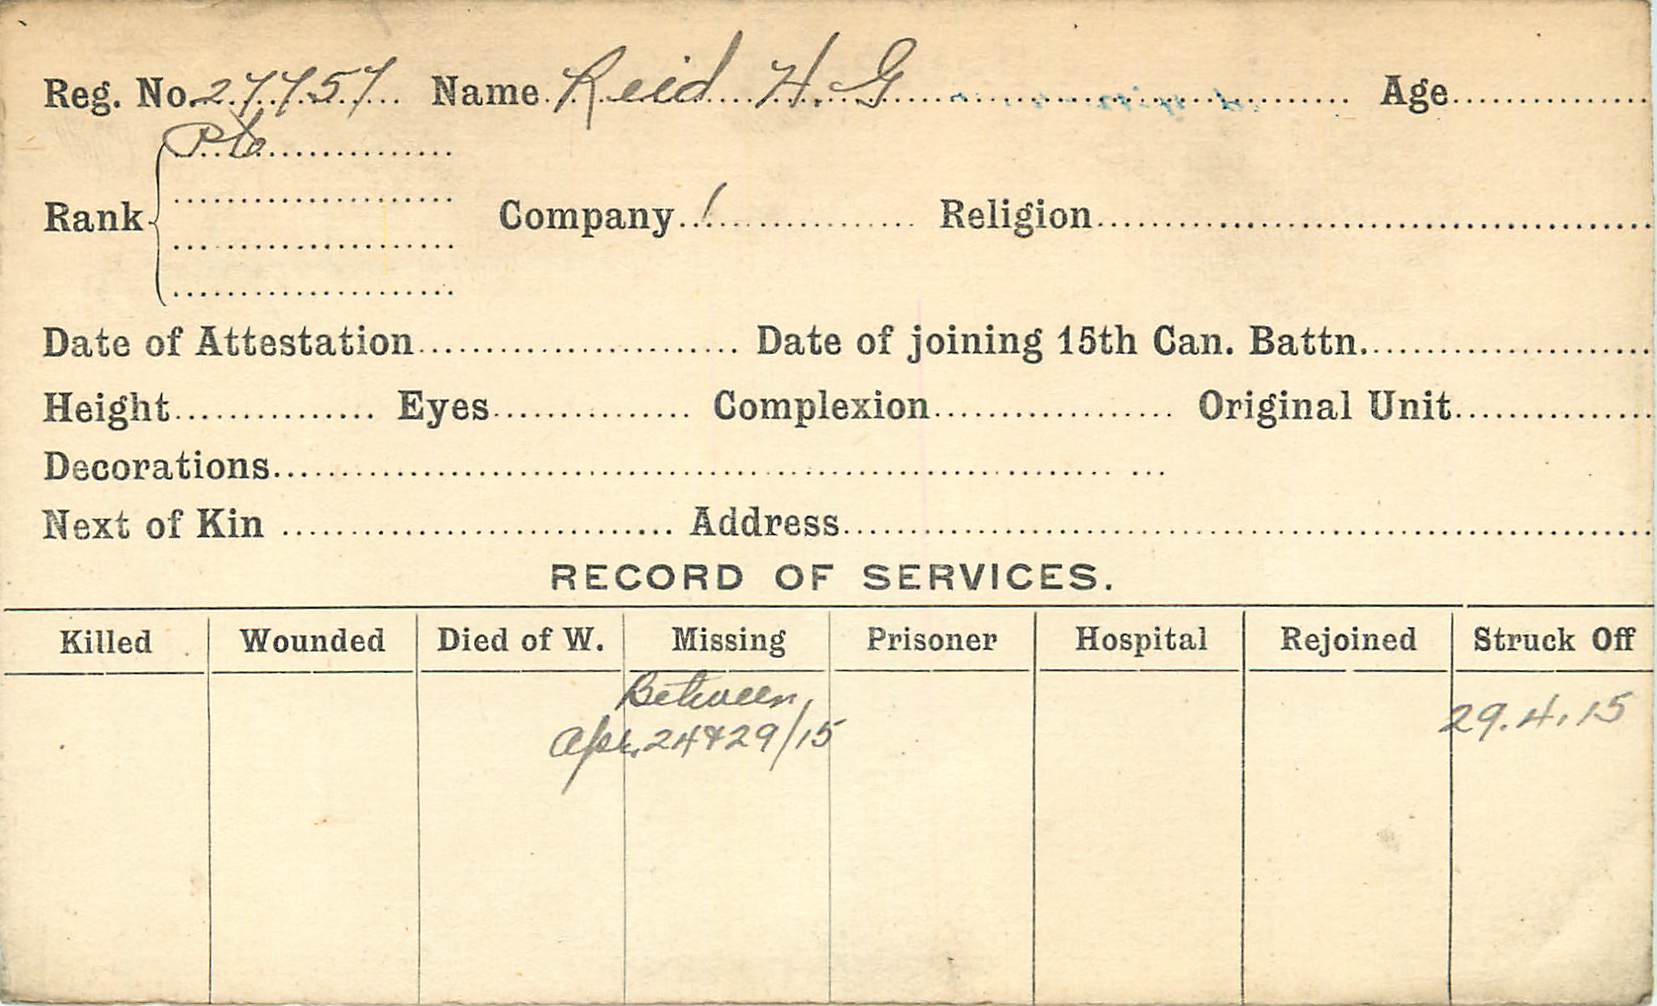 Reg. No. 27757 Name Reid H. G Age
Pte
Rank Company 1 Religion
Date of Attestation Date of joining 15th Can. Battn.
Height Eyes Complexion Original Unit
Decorations
Next of Kin Address
RECORD OF SERVICES.
Killed Wounded Died of W. Missing Prisoner Hospital Rejoined Struck Off
Between
Apr. 24 & 29/15 29.4.15